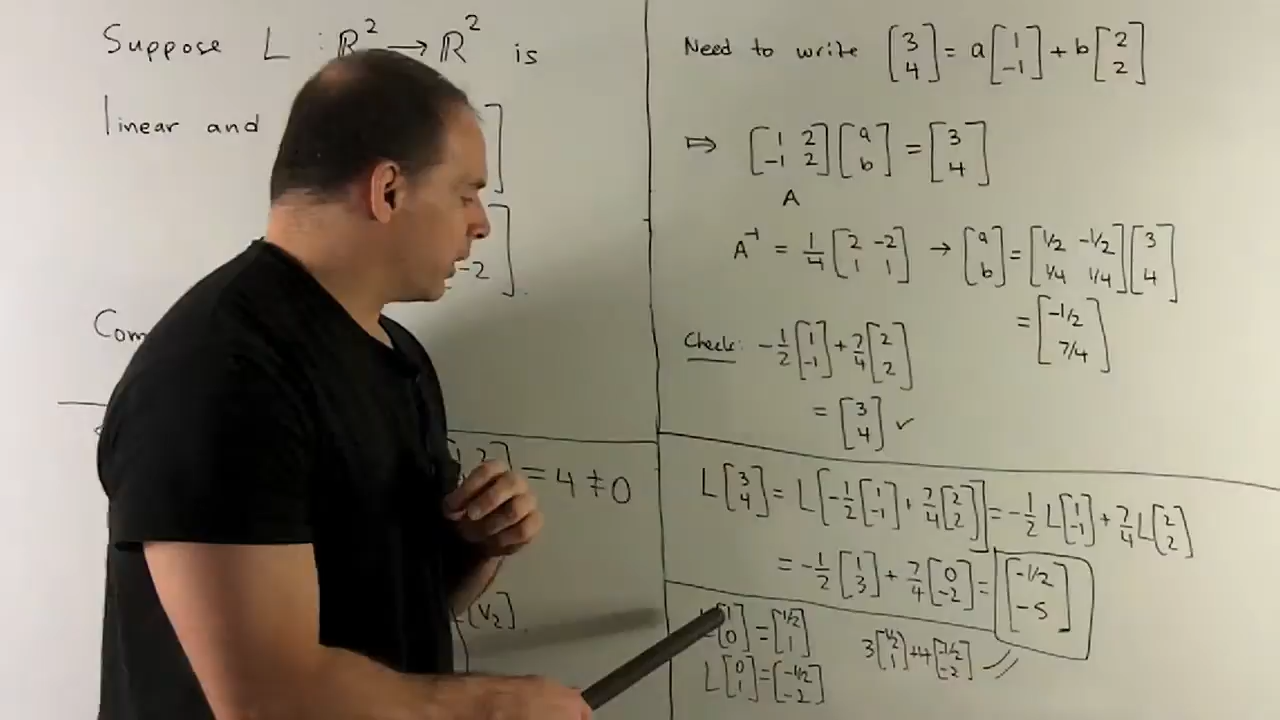 Suppose L : ℝ² → ℝ² is
linear and ]
-2 ].
Com
[1 2] = 4 ≠ 0
[v₂].
Need to write [3; 4] = a[1; -1] + b[2; 2]
⇒ [1 2; -1 2][a; b] = [3; 4]
A
A⁻¹ = 1/4 [2 -2; 1 1] → [a; b] = [1/2 -1/2; 1/4 1/4][3; 4]
= [-1/2; 7/4]
Check: -1/2[1; -1] + 7/4[2; 2]
= [3; 4] ✓
L[3; 4] = L[-1/2[1; -1] + 7/4[2; 2]] = -1/2 L[1; -1] + 7/4 L[2; 2]
= -1/2[1; 3] + 7/4[0; -2] = [-1/2; -5]
L[1; 0] = [1/2; 1] 3[1/2; 1] + 4[-1/2; -2]
L[0; 1] = [-1/2; -2]